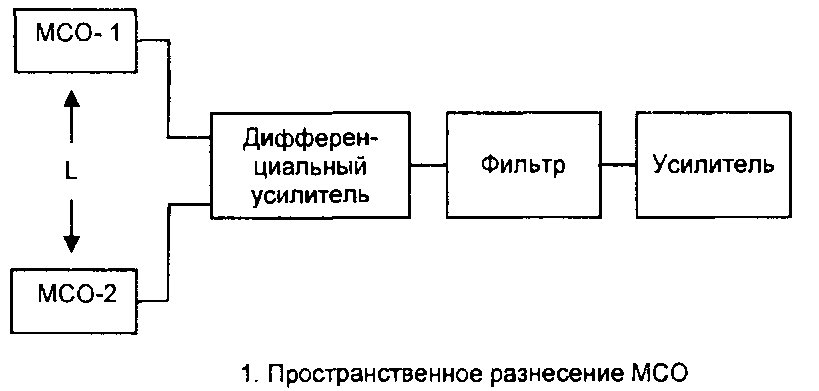 МСО- 1
L
МСО-2
Дифферен-
циальный
усилитель
Фильтр
Усилитель
1. Пространственное разнесение МСО